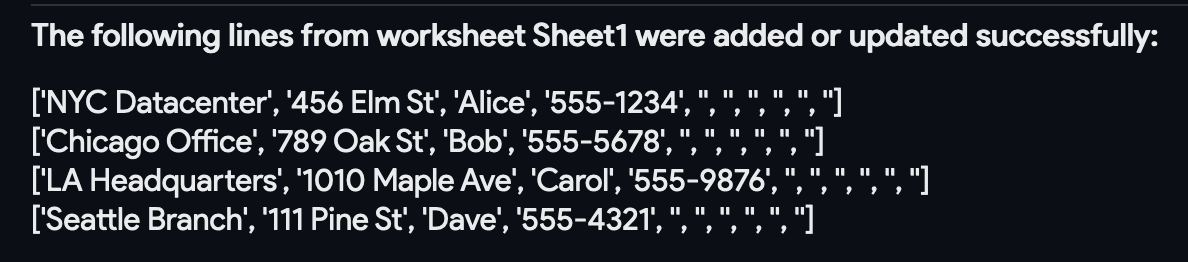 The following lines from worksheet Sheet1 were added or updated successfully:
['NYC Datacenter', '456 Elm St', 'Alice', '555-1234', '', '', '', '', '', '']
['Chicago Office', '789 Oak St', 'Bob', '555-5678', '', '', '', '', '', '']
['LA Headquarters', '1010 Maple Ave', 'Carol', '555-9876', '', '', '', '', '', '']
['Seattle Branch', '111 Pine St', 'Dave', '555-4321', '', '', '', '', '', '']